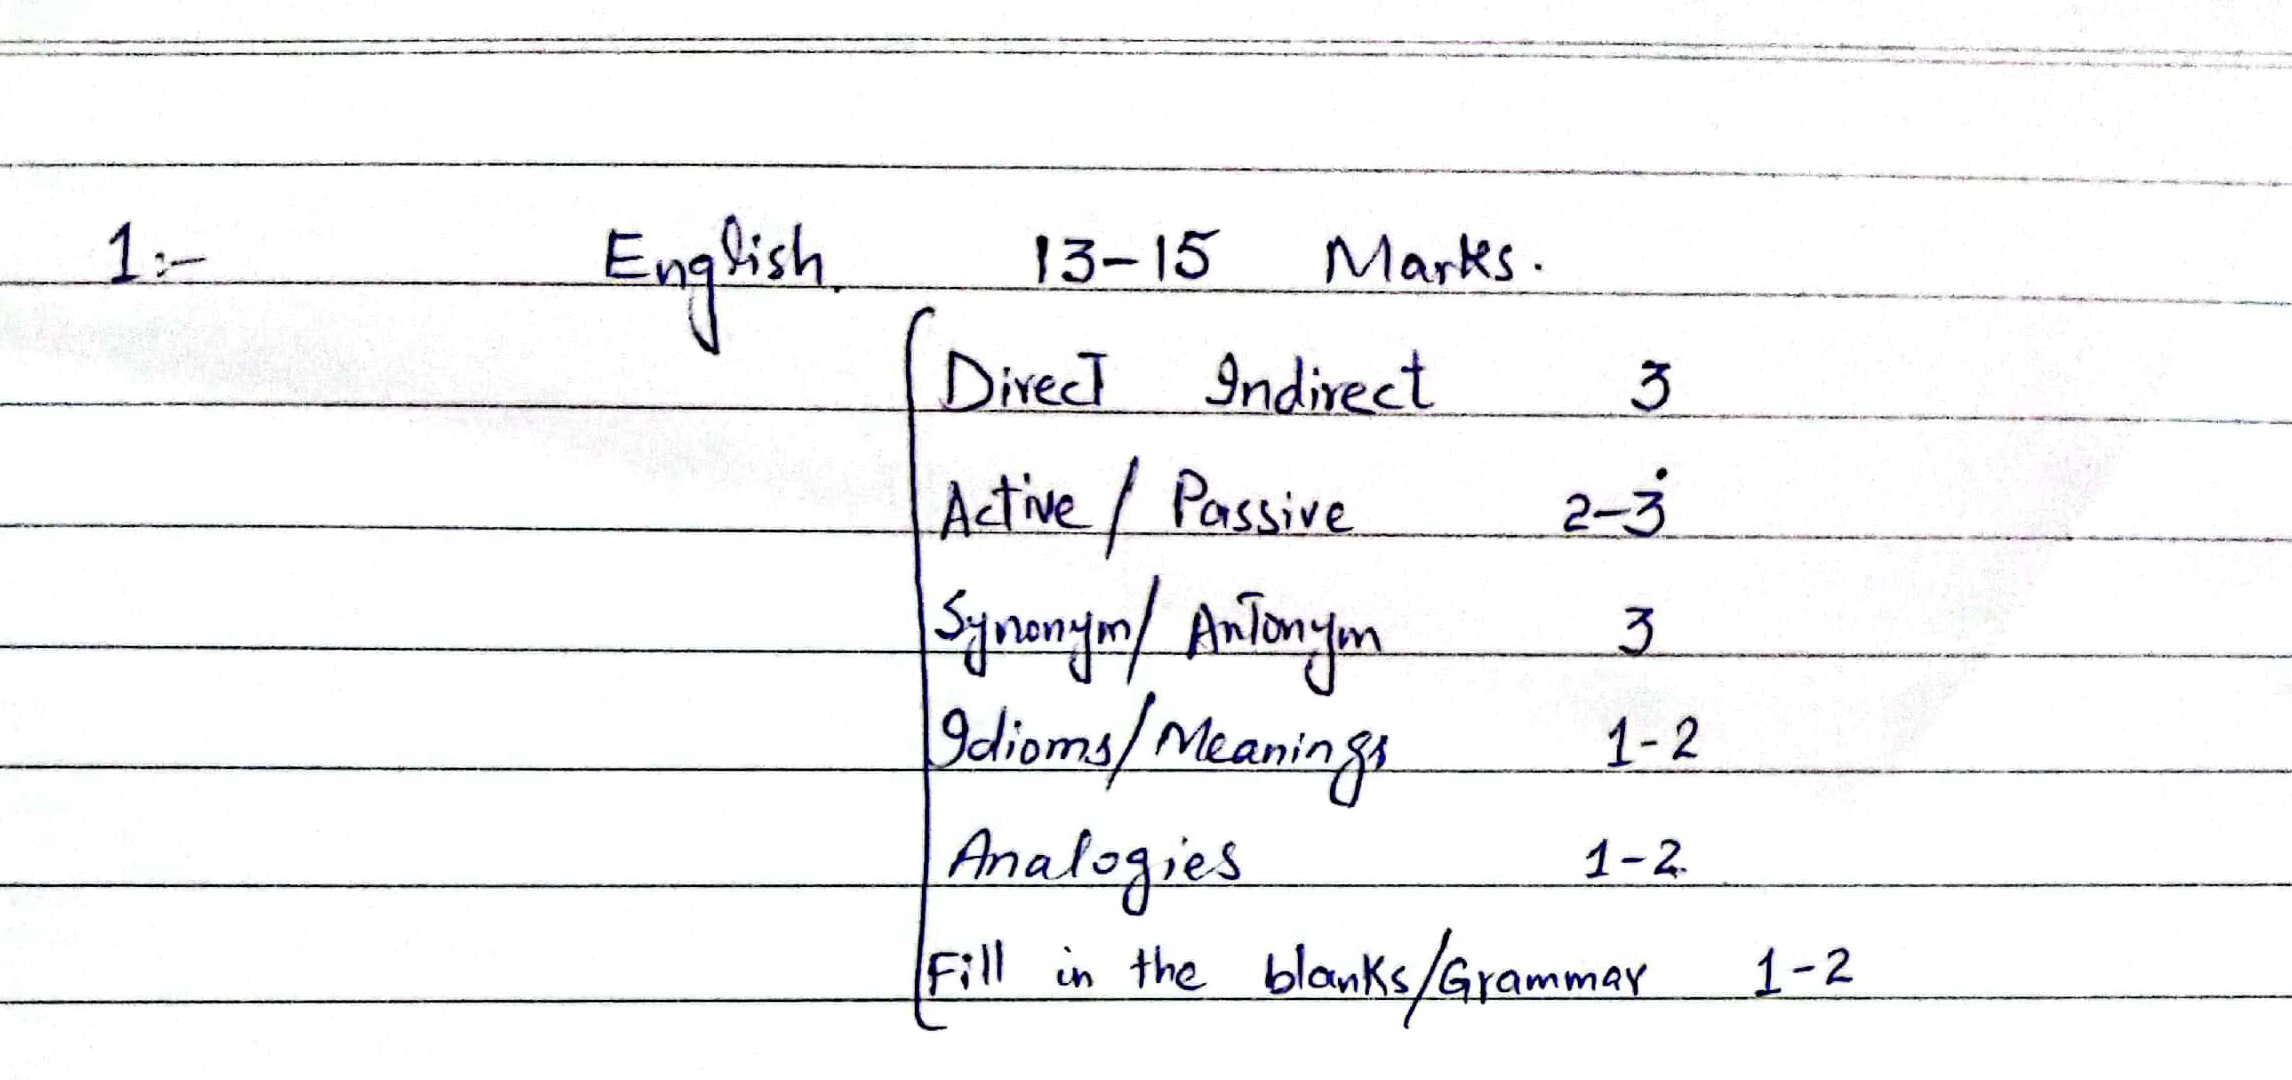 1:- English. 13-15 Marks.
Direct Indirect 3
Active / Passive 2-3
Synonym/ Antonym 3
Idioms/Meanings 1-2
Analogies 1-2
Fill in the blanks/Grammar 1-2